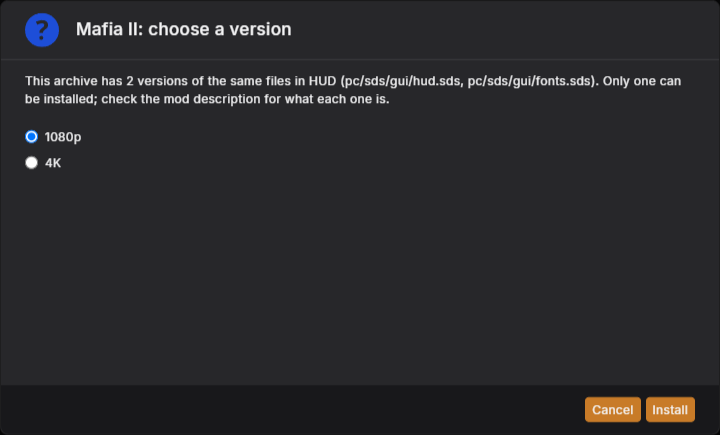 ?
Mafia II: choose a version
This archive has 2 versions of the same files in HUD (pc/sds/gui/hud.sds, pc/sds/gui/fonts.sds). Only one can
be installed; check the mod description for what each one is.
1080p
4K
Cancel Install